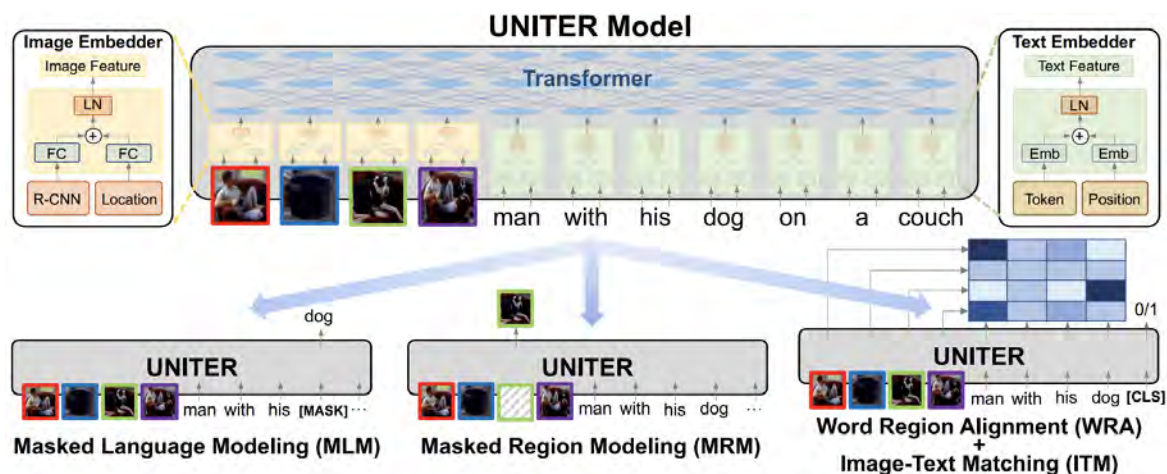 UNITER Model
Image Embedder
Image Feature
LN
FC
FC
R-CNN
Location
Transformer
Text Embedder
Text Feature
LN
Emb
Emb
Token
Position
man with his dog on a couch
dog
UNITER
man with his [MASK] ...
Masked Language Modeling (MLM)
UNITER
man with his dog ...
Masked Region Modeling (MRM)
0/1
UNITER
man with his dog [CLS]
Word Region Alignment (WRA)
+
Image-Text Matching (ITM)